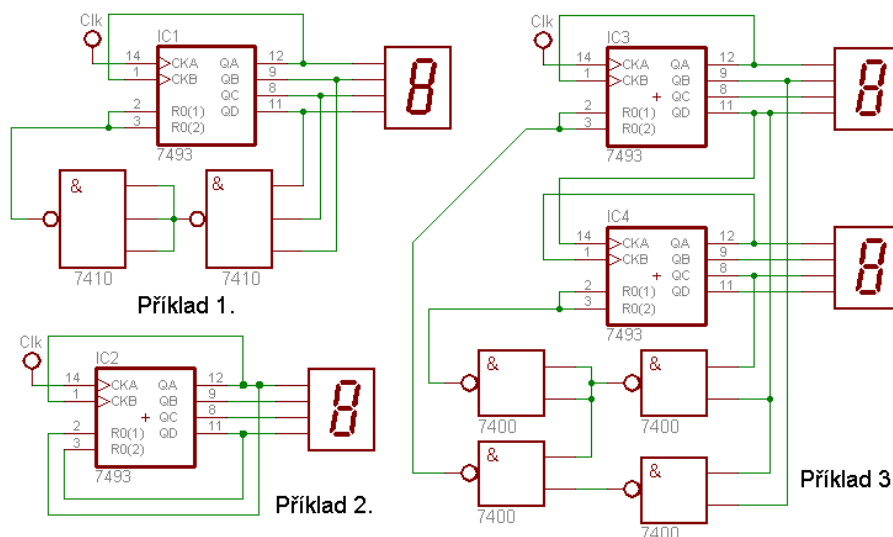 Clk
IC1
14 CKA QA 12
1 CKB QB 9
QC 8
2 R0(1) QD 11
3 R0(2)
7493
&
&
7410
7410
Příklad 1.
Clk
IC2
14 CKA QA 12
1 CKB QB 9
+ QC 8
2 R0(1) QD 11
3 R0(2)
7493
Příklad 2.
Clk
IC3
14 CKA QA 12
1 CKB QB 9
+ QC 8
2 R0(1) QD 11
3 R0(2)
7493
IC4
14 CKA QA 12
1 CKB QB 9
+ QC 8
2 R0(1) QD 11
3 R0(2)
7493
&
&
7400
7400
&
&
7400
7400
Příklad 3